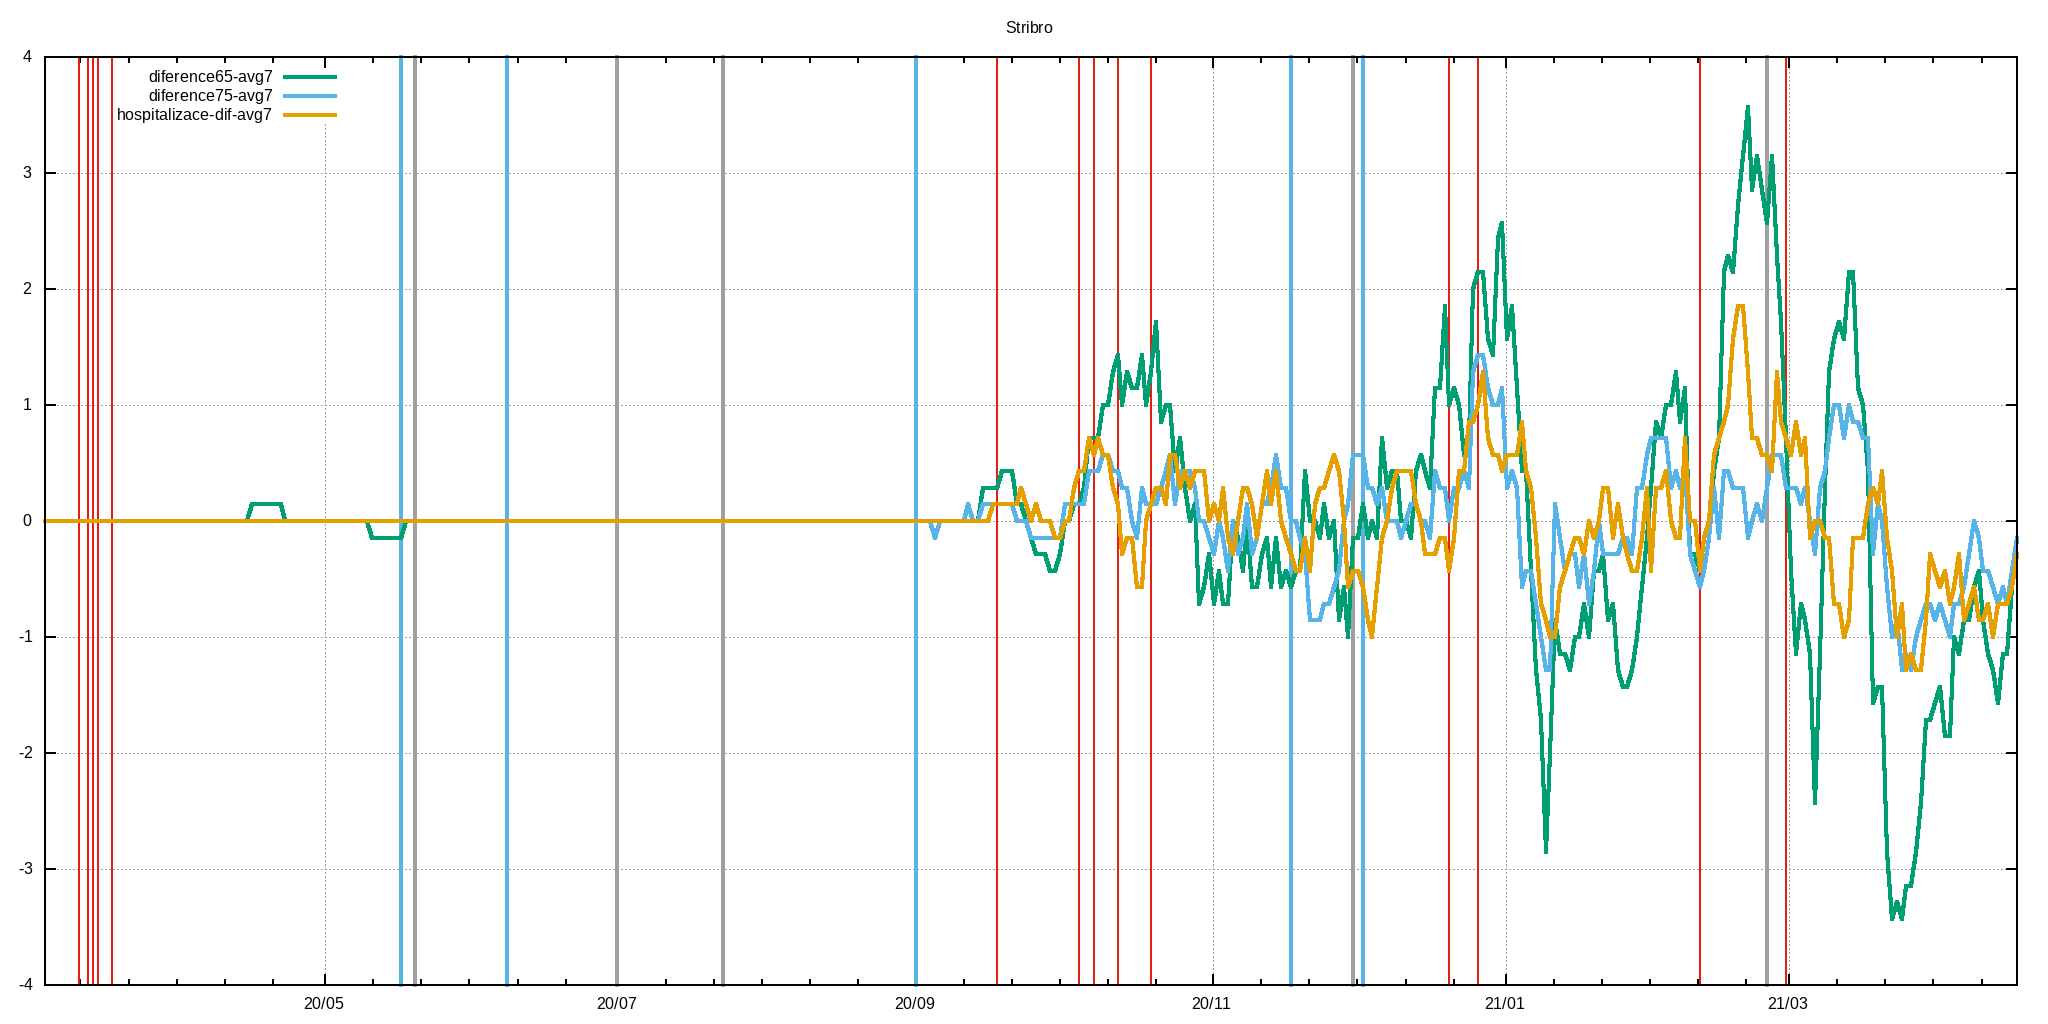 Stribro
4
diference65-avg7
diference75-avg7
hospitalizace-dif-avg7
3
2
1
0
-1
-2
-3
-4
20/05 20/07 20/09 20/11 21/01 21/03